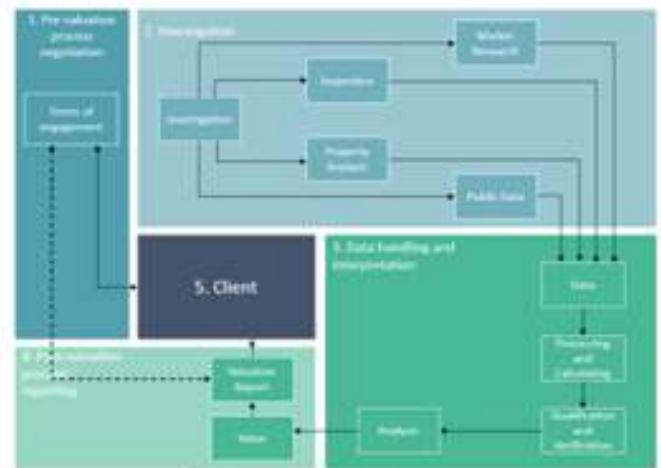 1. Pre-valuation
process
negotiation
Terms of
engagement
2. Investigation
Investigation
Market
Research
Inspection
Property
Analysis
Public Data
3. Data handling and
interpretation
Data
Processing
and
Calculating
Qualification
and
Verification
Analysis
5. Client
Valuation
Report
Value